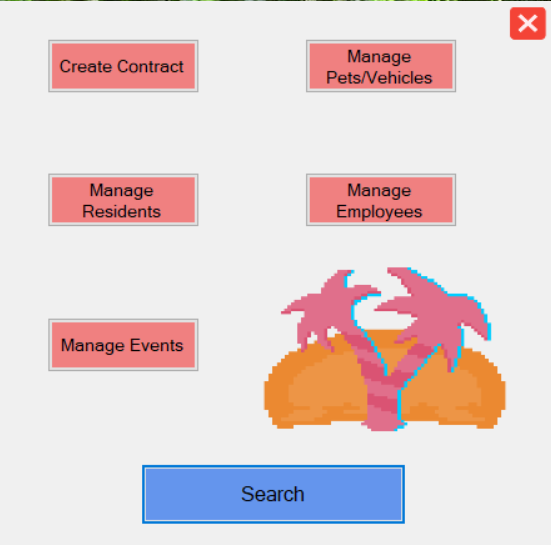 Create Contract
Manage
Pets/Vehicles
Manage
Residents
Manage
Employees
Manage Events
Search